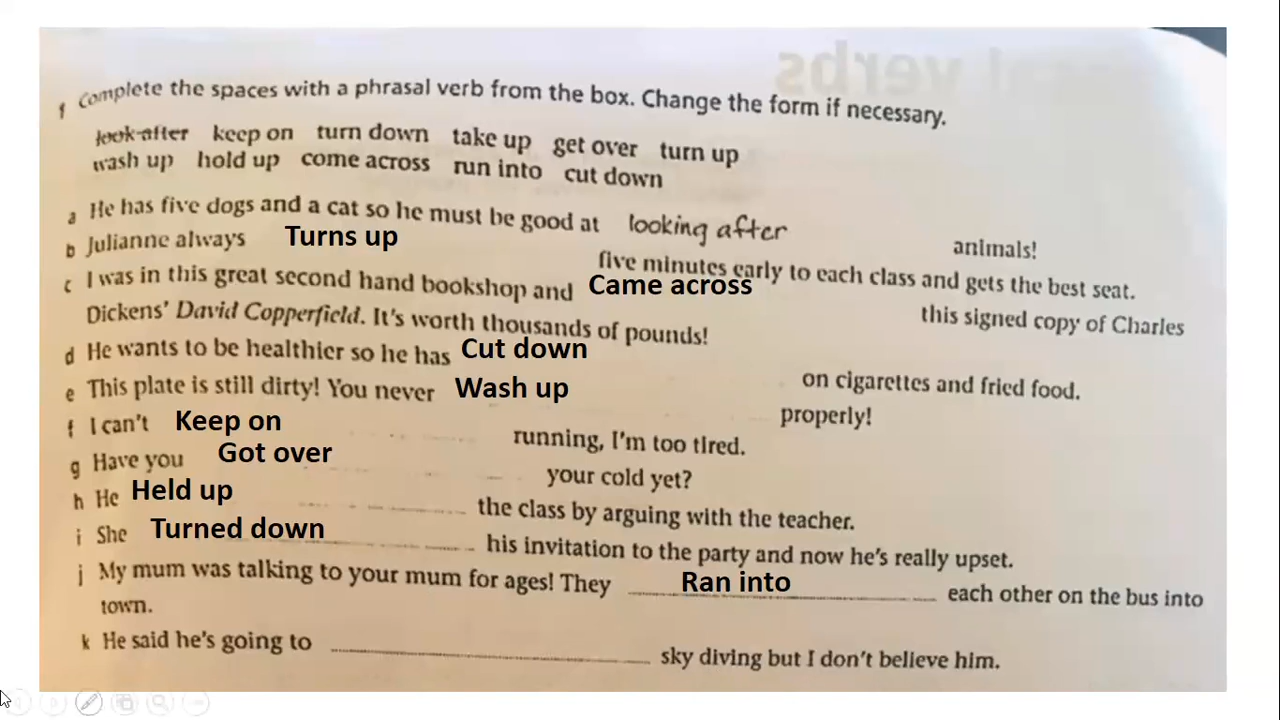 verbs
1 Complete the spaces with a phrasal verb from the box. Change the form if necessary.
look after keep on turn down take up get over turn up
wash up hold up come across run into cut down
a He has five dogs and a cat so he must be good at looking after animals!
b Julianne always Turns up five minutes early to each class and gets the best seat.
c I was in this great second hand bookshop and Came across this signed copy of Charles
Dickens' David Copperfield. It's worth thousands of pounds!
d He wants to be healthier so he has Cut down on cigarettes and fried food.
e This plate is still dirty! You never Wash up properly!
f I can't Keep on running, I'm too tired.
g Have you Got over your cold yet?
h He Held up the class by arguing with the teacher.
i She Turned down his invitation to the party and now he's really upset.
j My mum was talking to your mum for ages! They Ran into each other on the bus into
town.
k He said he's going to sky diving but I don't believe him.